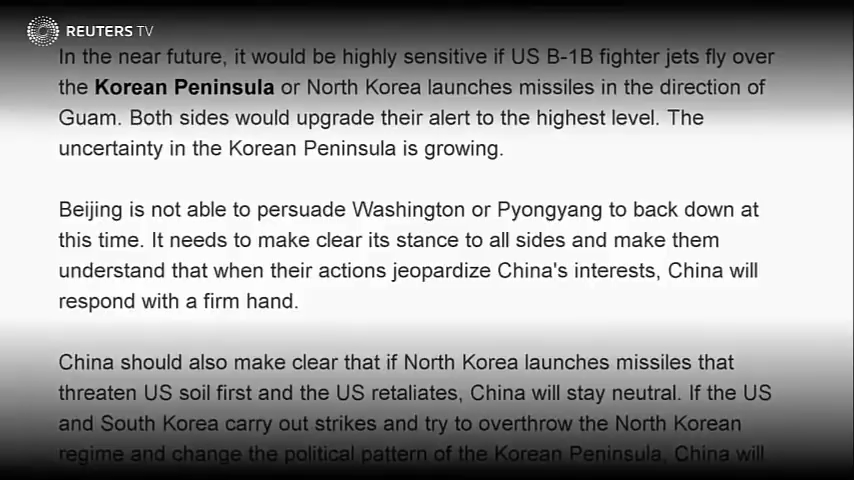 REUTERS TV
In the near future, it would be highly sensitive if US B-1B fighter jets fly over
the Korean Peninsula or North Korea launches missiles in the direction of
Guam. Both sides would upgrade their alert to the highest level. The
uncertainty in the Korean Peninsula is growing.
Beijing is not able to persuade Washington or Pyongyang to back down at
this time. It needs to make clear its stance to all sides and make them
understand that when their actions jeopardize China's interests, China will
respond with a firm hand.
China should also make clear that if North Korea launches missiles that
threaten US soil first and the US retaliates, China will stay neutral. If the US
and South Korea carry out strikes and try to overthrow the North Korean
regime and change the political pattern of the Korean Peninsula, China will